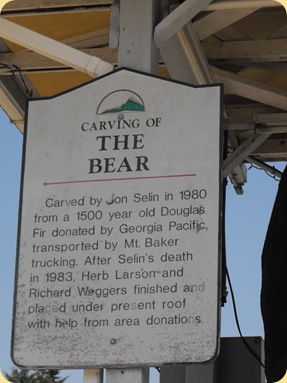 CARVING OF
THE
BEAR
Carved by Jon Selin in 1980
from a 1500 year old Douglas
Fir donated by Georgia Pacific,
transported by Mt. Baker
trucking. After Selin's death
in 1983, Herb Larson and
Richard Waggers finished and
placed under present roof
with help from area donations.